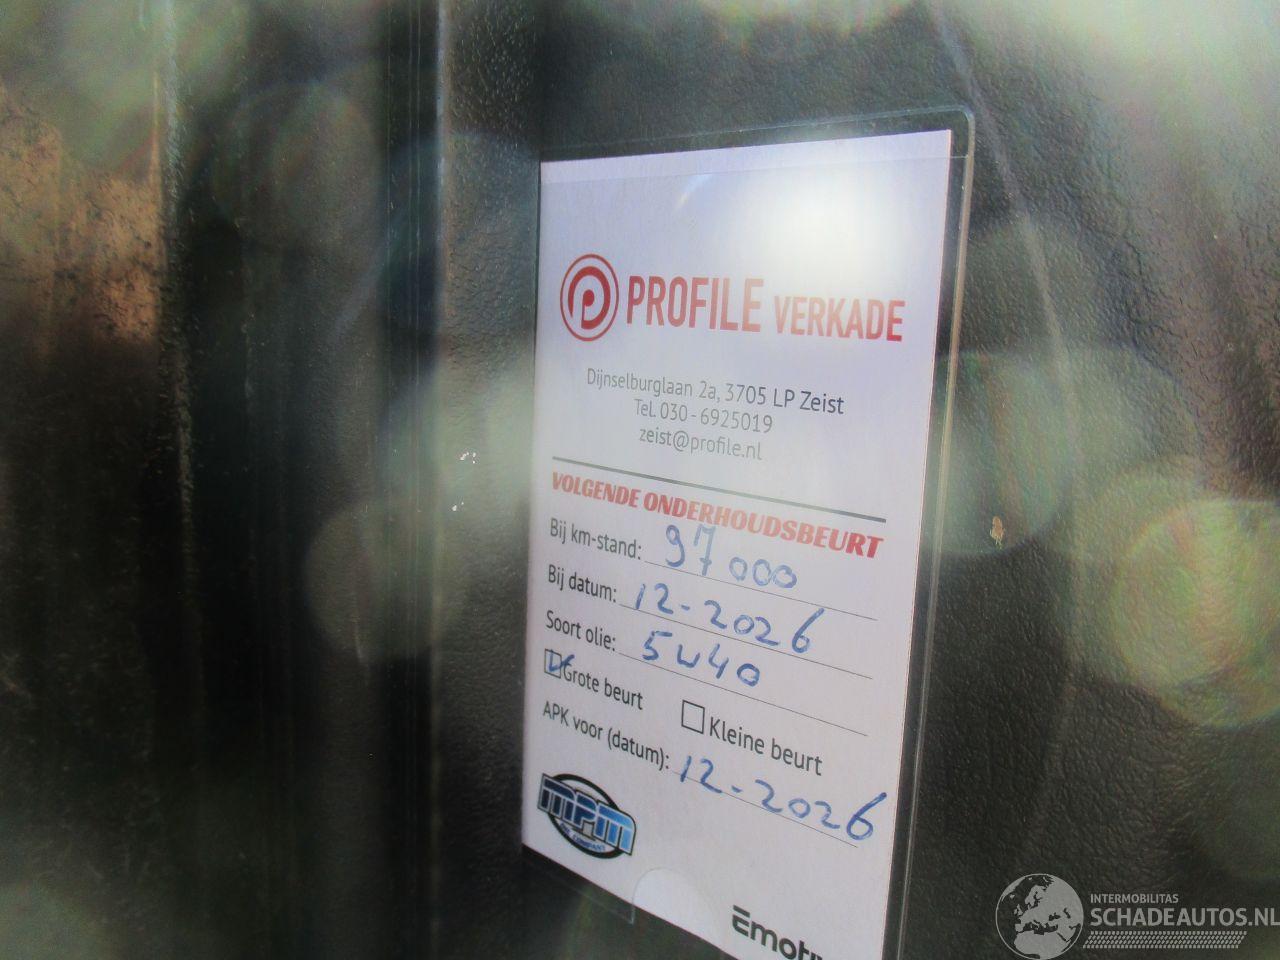 PROFILE VERKADE
Dijnselburglaan 2a, 3705 LP Zeist
Tel. 030 - 6925019
zeist@profile.nl
VOLGENDE ONDERHOUDSBEURT
Bij km-stand: 97000
Bij datum: 12-2026
Soort olie: 5W40
Grote beurt Kleine beurt
APK voor (datum): 12-2026
MPM
OIL COMPANY
INTERMOBILITAS
SCHADEAUTOS.NL